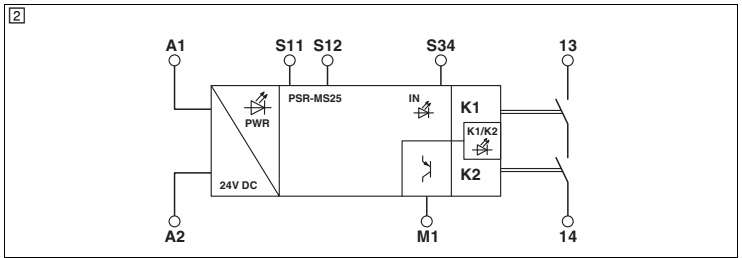 2
A1 S11 S12 S34 13
PSR-MS25 IN K1
PWR K1/K2
24V DC K2
A2 M1 14